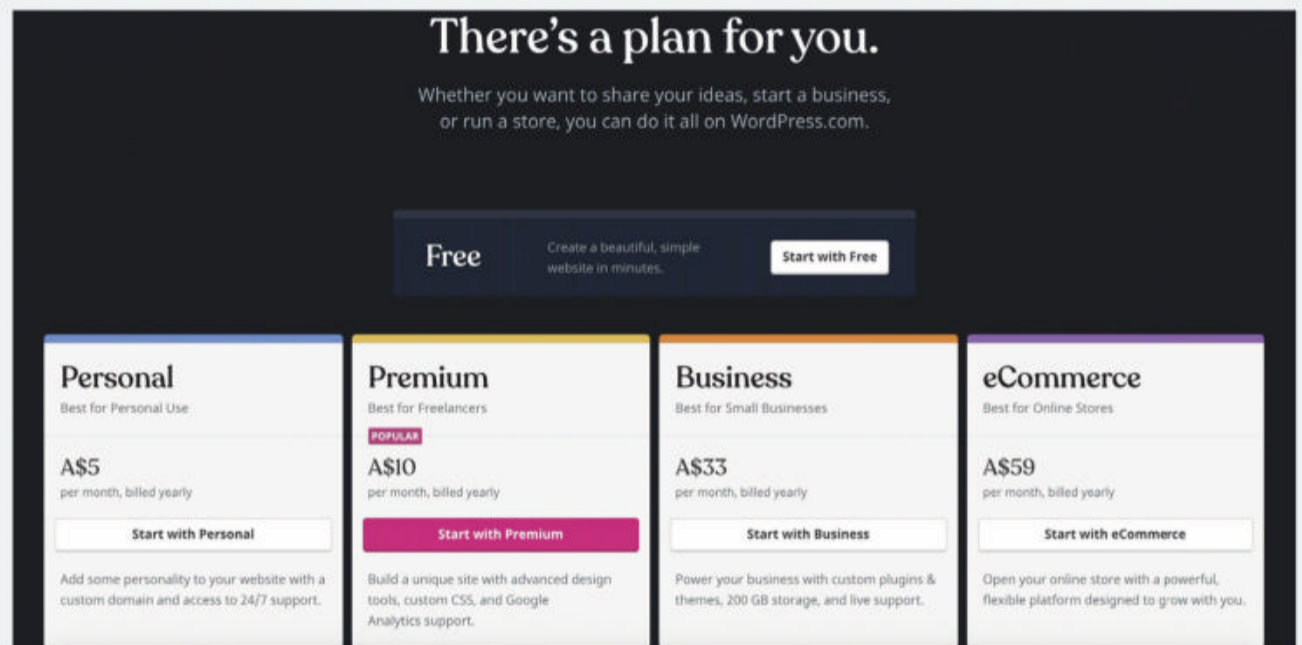 There's a plan for you.
Whether you want to share your ideas, start a business,
or run a store, you can do it all on WordPress.com.
Free
Create a beautiful, simple
website in minutes.
Start with Free
Personal
Best for Personal Use
A$5
per month, billed yearly
Start with Personal
Add some personality to your website with a
custom domain and access to 24/7 support.
Premium
Best for Freelancers
POPULAR
A$10
per month, billed yearly
Start with Premium
Build a unique site with advanced design
tools, custom CSS, and Google
Analytics support.
Business
Best for Small Businesses
A$33
per month, billed yearly
Start with Business
Power your business with custom plugins &
themes, 200 GB storage, and live support.
eCommerce
Best for Online Stores
A$59
per month, billed yearly
Start with eCommerce
Open your online store with a powerful,
flexible platform designed to grow with you.